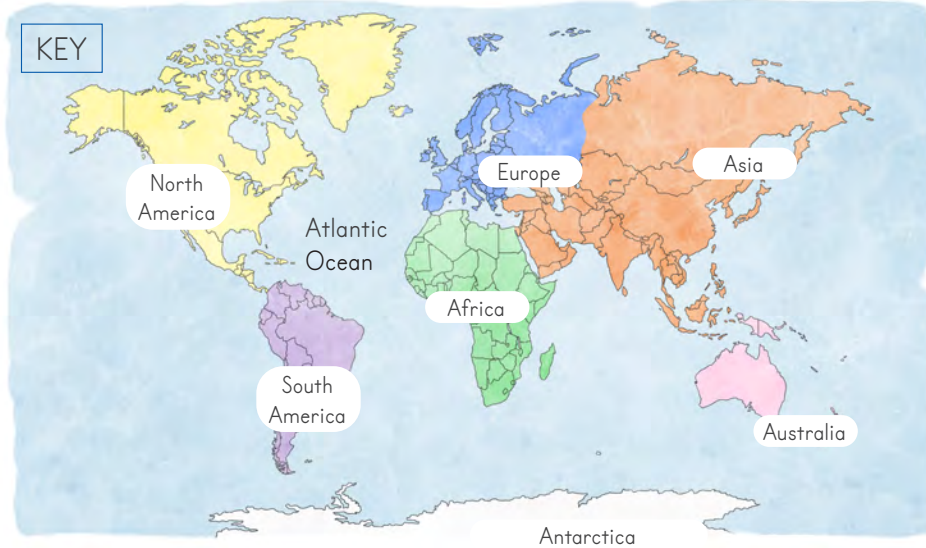 KEY
North
America
Europe
Asia
Atlantic
Ocean
Africa
South
America
Australia
Antarctica